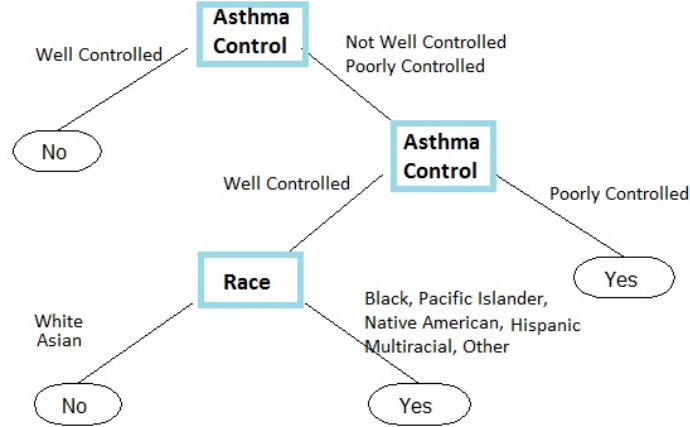 Asthma
Control
Well Controlled
Not Well Controlled
Poorly Controlled
No
Asthma
Control
Well Controlled
Poorly Controlled
Yes
Race
White
Asian
Black, Pacific Islander,
Native American, Hispanic
Multiracial, Other
No
Yes